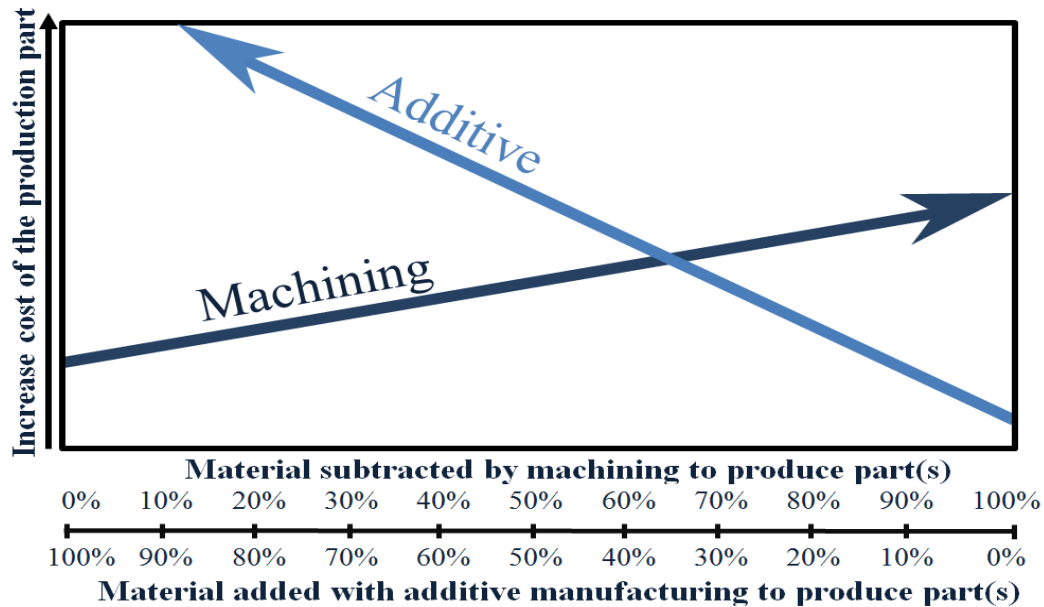 Increase cost of the production part
Additive
Machining
Material subtracted by machining to produce part(s)
0% 10% 20% 30% 40% 50% 60% 70% 80% 90% 100%
100% 90% 80% 70% 60% 50% 40% 30% 20% 10% 0%
Material added with additive manufacturing to produce part(s)